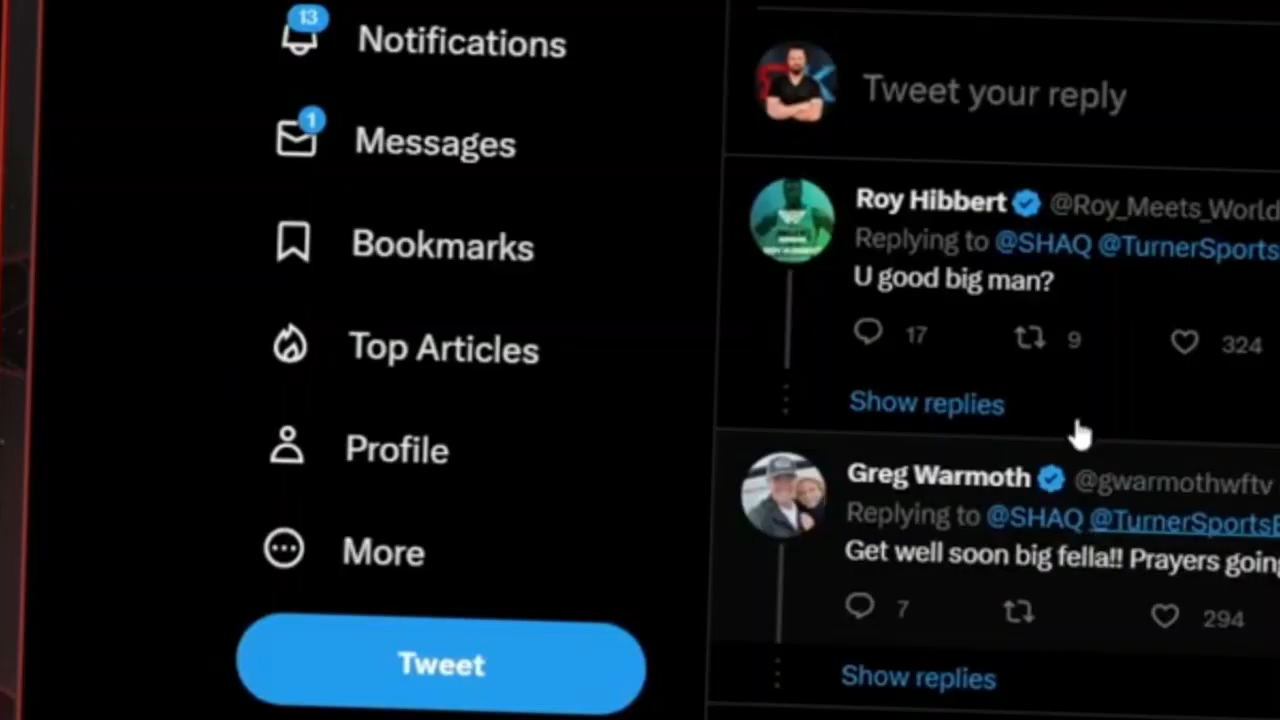 13
Notifications
1
Messages
Bookmarks
Top Articles
Profile
More
Tweet
Tweet your reply
Roy Hibbert @Roy_Meets_World
Replying to @SHAQ @TurnerSports
U good big man?
17 9 324
Show replies
Greg Warmoth @gwarmothwftv
Replying to @SHAQ @TurnerSports
Get well soon big fella!! Prayers going
7 294
Show replies